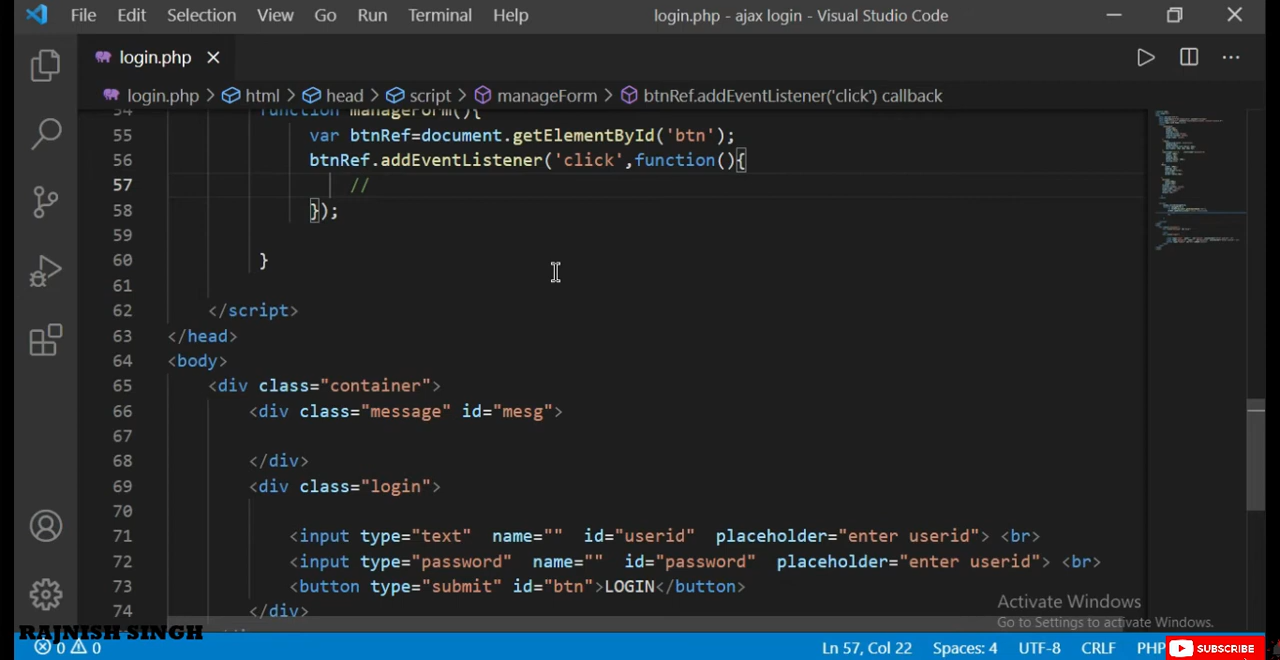 File Edit Selection View Go Run Terminal Help login.php - ajax login - Visual Studio Code
login.php
login.php > html > head > script > manageForm > btnRef.addEventListener('click') callback
54 function manageForm(){
55 var btnRef=document.getElementById('btn');
56 btnRef.addEventListener('click',function(){
57 //
58 });
59
60 }
61
62 </script>
63 </head>
64 <body>
65 <div class="container">
66 <div class="message" id="mesg">
67
68 </div>
69 <div class="login">
70
71 <input type="text" name="" id="userid" placeholder="enter userid"> <br>
72 <input type="password" name="" id="password" placeholder="enter userid"> <br>
73 <button type="submit" id="btn">LOGIN</button>
74 </div>
Activate Windows
Go to Settings to activate Windows.
RAJNISH SINGH
0 0 Ln 57, Col 22 Spaces: 4 UTF-8 CRLF PHP
SUBSCRIBE